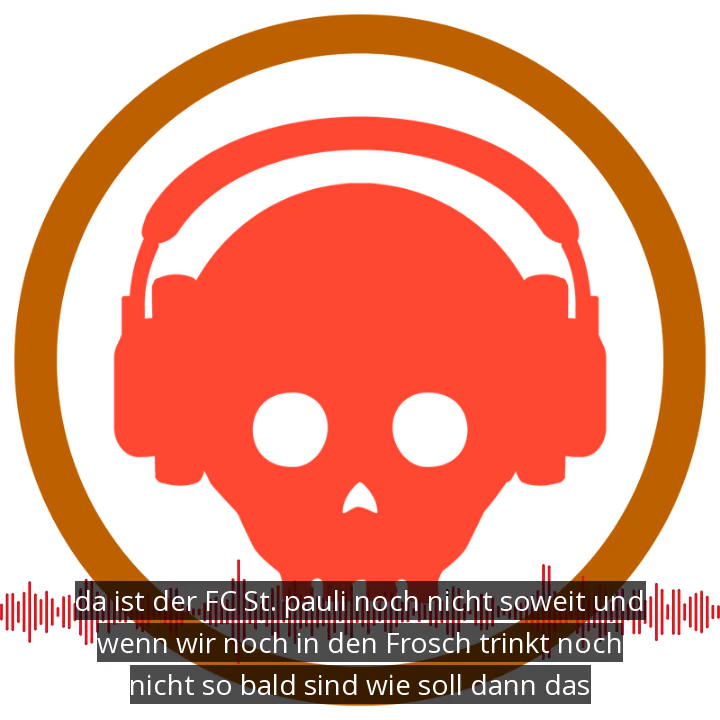 da ist der FC St. pauli noch nicht soweit und
wenn wir noch in den Frosch trinkt noch
nicht so bald sind wie soll dann das